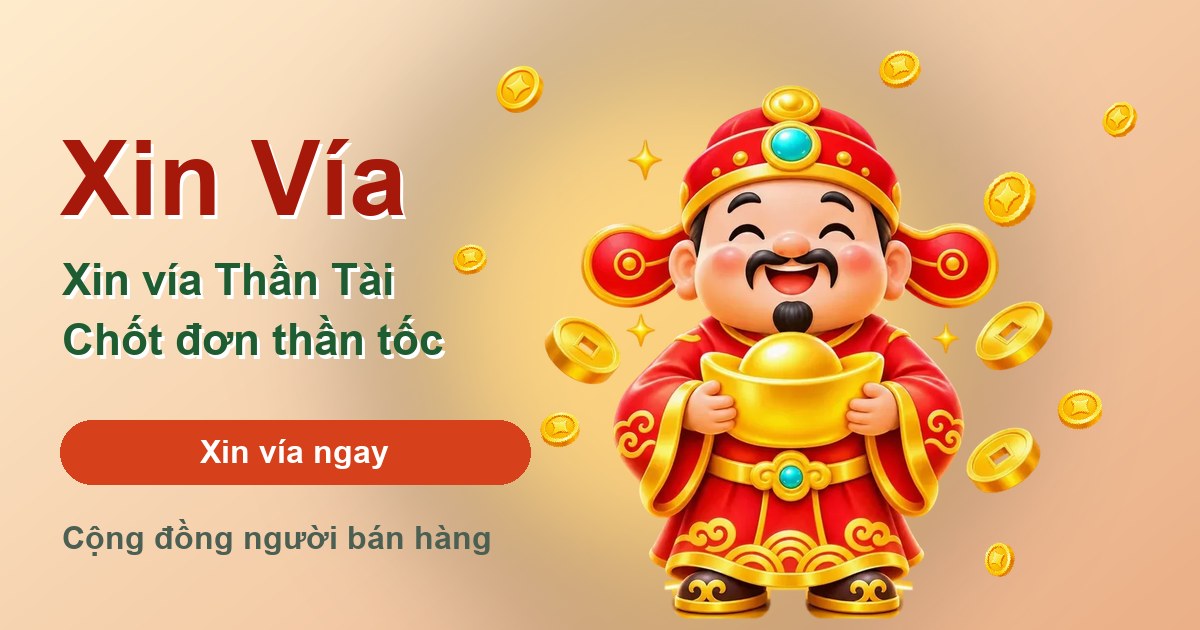 Xin Vía
Xin vía Thần Tài
Chốt đơn thần tốc
Xin vía ngay
Cộng đồng người bán hàng